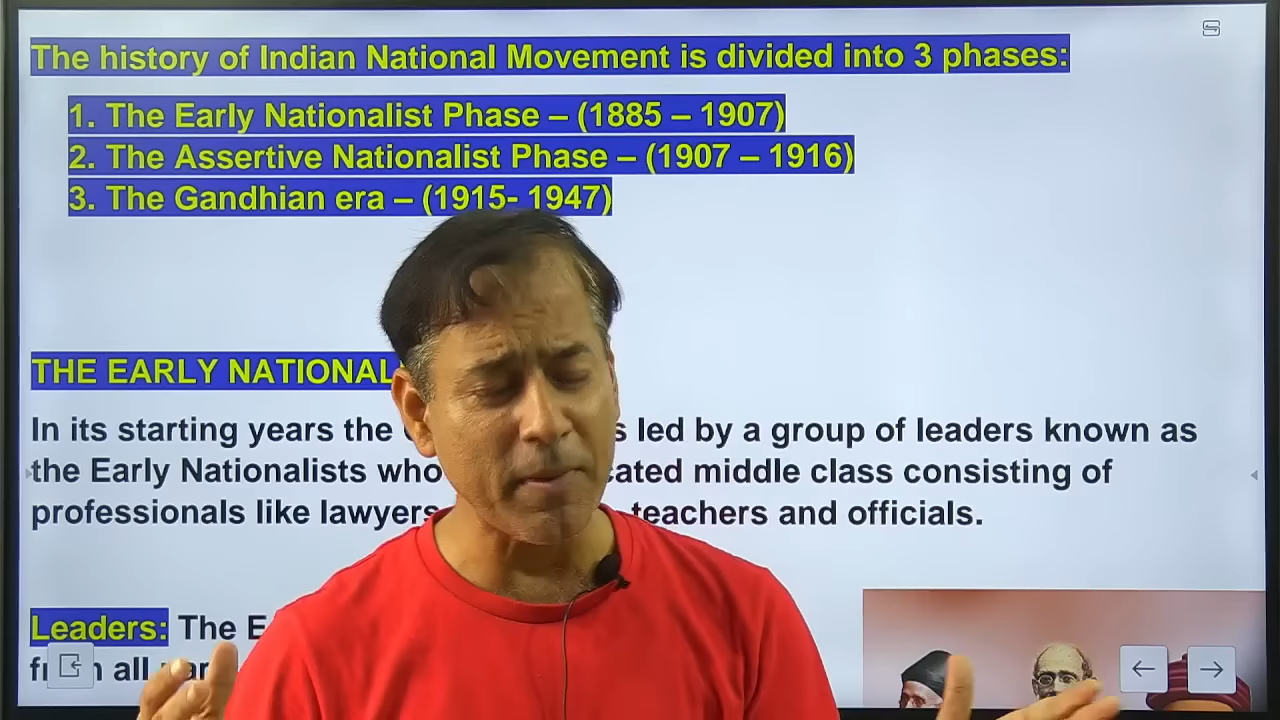 The history of Indian National Movement is divided into 3 phases:
1. The Early Nationalist Phase – (1885 – 1907)
2. The Assertive Nationalist Phase – (1907 – 1916)
3. The Gandhian era – (1915- 1947)
THE EARLY NATIONAL
In its starting years the led by a group of leaders known as
the Early Nationalists who middle class consisting of
professionals like lawyers teachers and officials.
Leaders: The
all